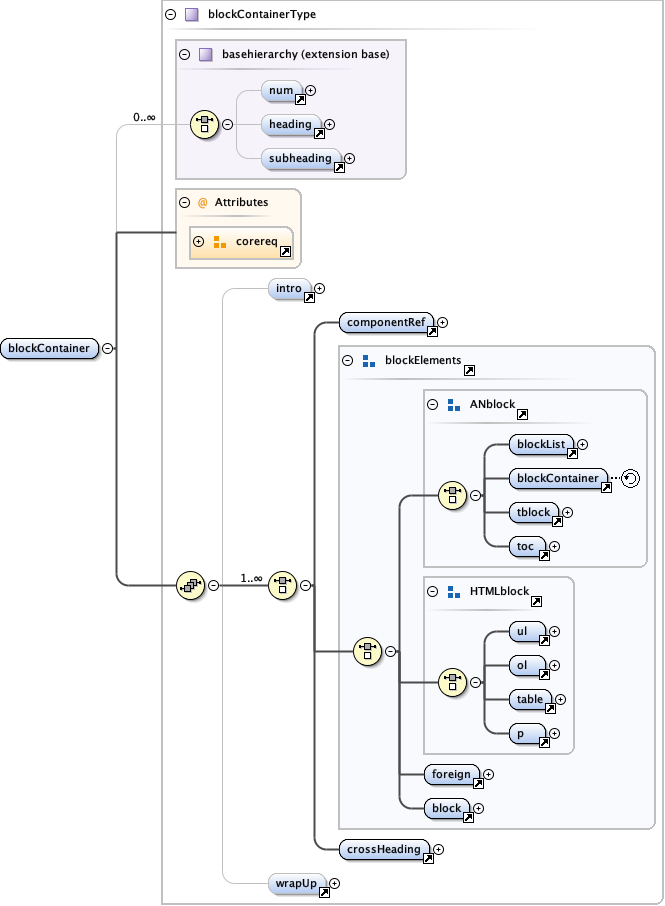 blockContainerType
basehierarchy (extension base)
num
0..∞
heading
subheading
@ Attributes
corereq
intro
componentRef
blockContainer
blockElements
ANblock
blockList
blockContainer
tblock
toc
1..∞
HTMLblock
ul
ol
table
p
foreign
block
crossHeading
wrapUp